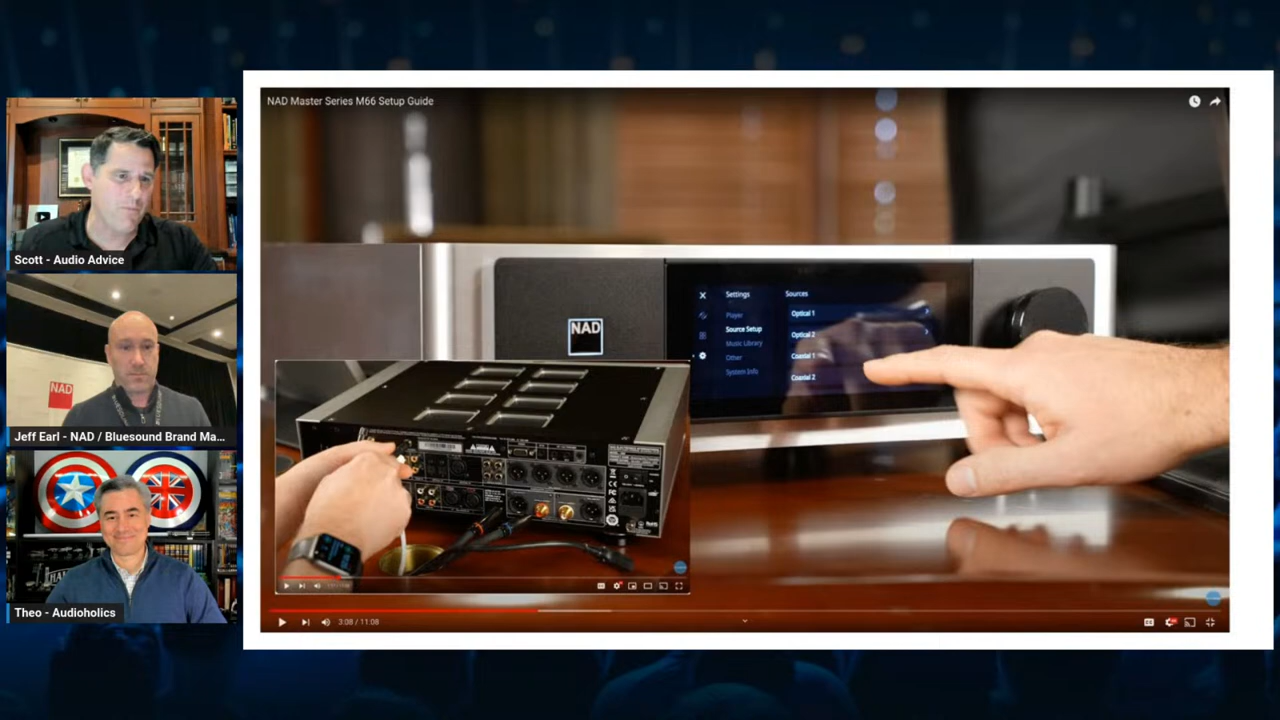 Scott - Audio Advice
NAD
Jeff Earl - NAD / Bluesound Brand Ma...
Theo - Audioholics
NAD Master Series M66 Setup Guide
NAD
Settings
Player
Source Setup
Music Library
Other
System Info
Sources
Optical 1
Optical 2
Coaxial 1
Coaxial 2
3:08 / 11:08